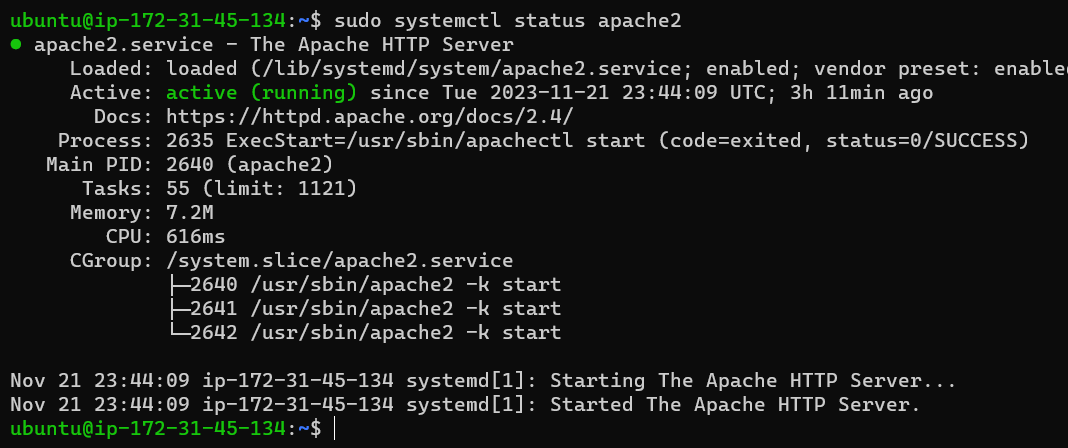 ubuntu@ip-172-31-45-134:~$ sudo systemctl status apache2
● apache2.service - The Apache HTTP Server
     Loaded: loaded (/lib/systemd/system/apache2.service; enabled; vendor preset: enabled
     Active: active (running) since Tue 2023-11-21 23:44:09 UTC; 3h 11min ago
       Docs: https://httpd.apache.org/docs/2.4/
    Process: 2635 ExecStart=/usr/sbin/apachectl start (code=exited, status=0/SUCCESS)
   Main PID: 2640 (apache2)
      Tasks: 55 (limit: 1121)
     Memory: 7.2M
        CPU: 616ms
     CGroup: /system.slice/apache2.service
             ├─2640 /usr/sbin/apache2 -k start
             ├─2641 /usr/sbin/apache2 -k start
             └─2642 /usr/sbin/apache2 -k start

Nov 21 23:44:09 ip-172-31-45-134 systemd[1]: Starting The Apache HTTP Server...
Nov 21 23:44:09 ip-172-31-45-134 systemd[1]: Started The Apache HTTP Server.
ubuntu@ip-172-31-45-134:~$